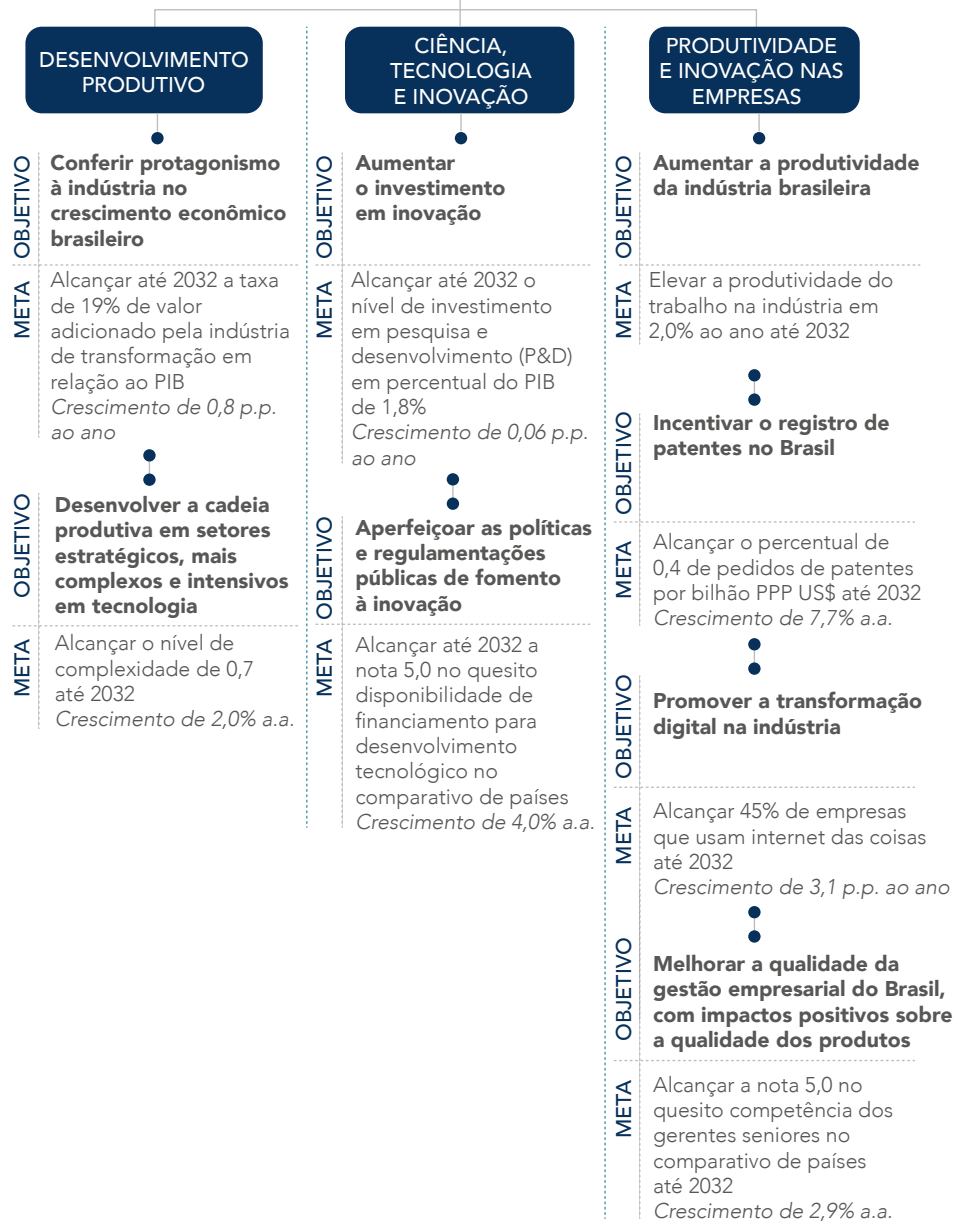 DESENVOLVIMENTO
PRODUTIVO
OBJETIVO
Conferir protagonismo
à indústria no
crescimento econômico
brasileiro
META
Alcançar até 2032 a taxa
de 19% de valor
adicionado pela indústria
de transformação em
relação ao PIB
Crescimento de 0,8 p.p.
ao ano
OBJETIVO
Desenvolver a cadeia
produtiva em setores
estratégicos, mais
complexos e intensivos
em tecnologia
META
Alcançar o nível de
complexidade de 0,7
até 2032
Crescimento de 2,0% a.a.
CIÊNCIA,
TECNOLOGIA
E INOVAÇÃO
OBJETIVO
Aumentar
o investimento
em inovação
META
Alcançar até 2032 o
nível de investimento
em pesquisa e
desenvolvimento (P&D)
em percentual do PIB
de 1,8%
Crescimento de 0,06 p.p.
ao ano
OBJETIVO
Aperfeiçoar as políticas
e regulamentações
públicas de fomento
à inovação
META
Alcançar até 2032 a
nota 5,0 no quesito
disponibilidade de
financiamento para
desenvolvimento
tecnológico no
comparativo de países
Crescimento de 4,0% a.a.
PRODUTIVIDADE
E INOVAÇÃO NAS
EMPRESAS
OBJETIVO
Aumentar a produtividade
da indústria brasileira
META
Elevar a produtividade do
trabalho na indústria em
2,0% ao ano até 2032
OBJETIVO
Incentivar o registro de
patentes no Brasil
META
Alcançar o percentual de
0,4 de pedidos de patentes
por bilhão PPP US$ até 2032
Crescimento de 7,7% a.a.
OBJETIVO
Promover a transformação
digital na indústria
META
Alcançar 45% de empresas
que usam internet das coisas
até 2032
Crescimento de 3,1 p.p. ao ano
OBJETIVO
Melhorar a qualidade da
gestão empresarial do Brasil,
com impactos positivos sobre
a qualidade dos produtos
META
Alcançar a nota 5,0 no
quesito competência dos
gerentes seniores no
comparativo de países
até 2032
Crescimento de 2,9% a.a.